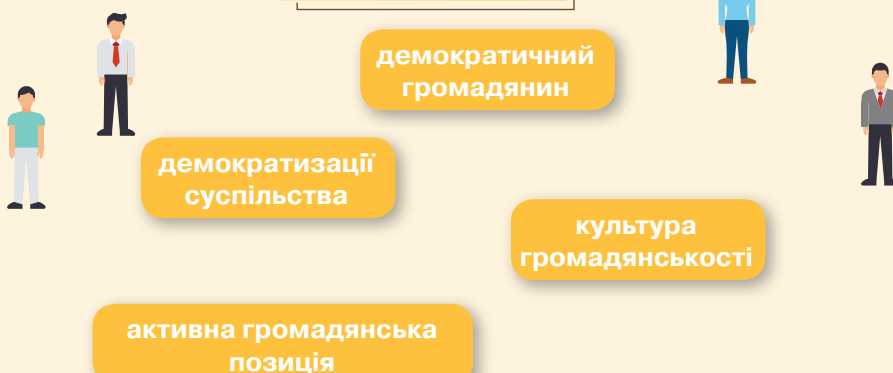 демократичний
громадянин
демократизації
суспільства
культура
громадянськості
активна громадянська
позиція